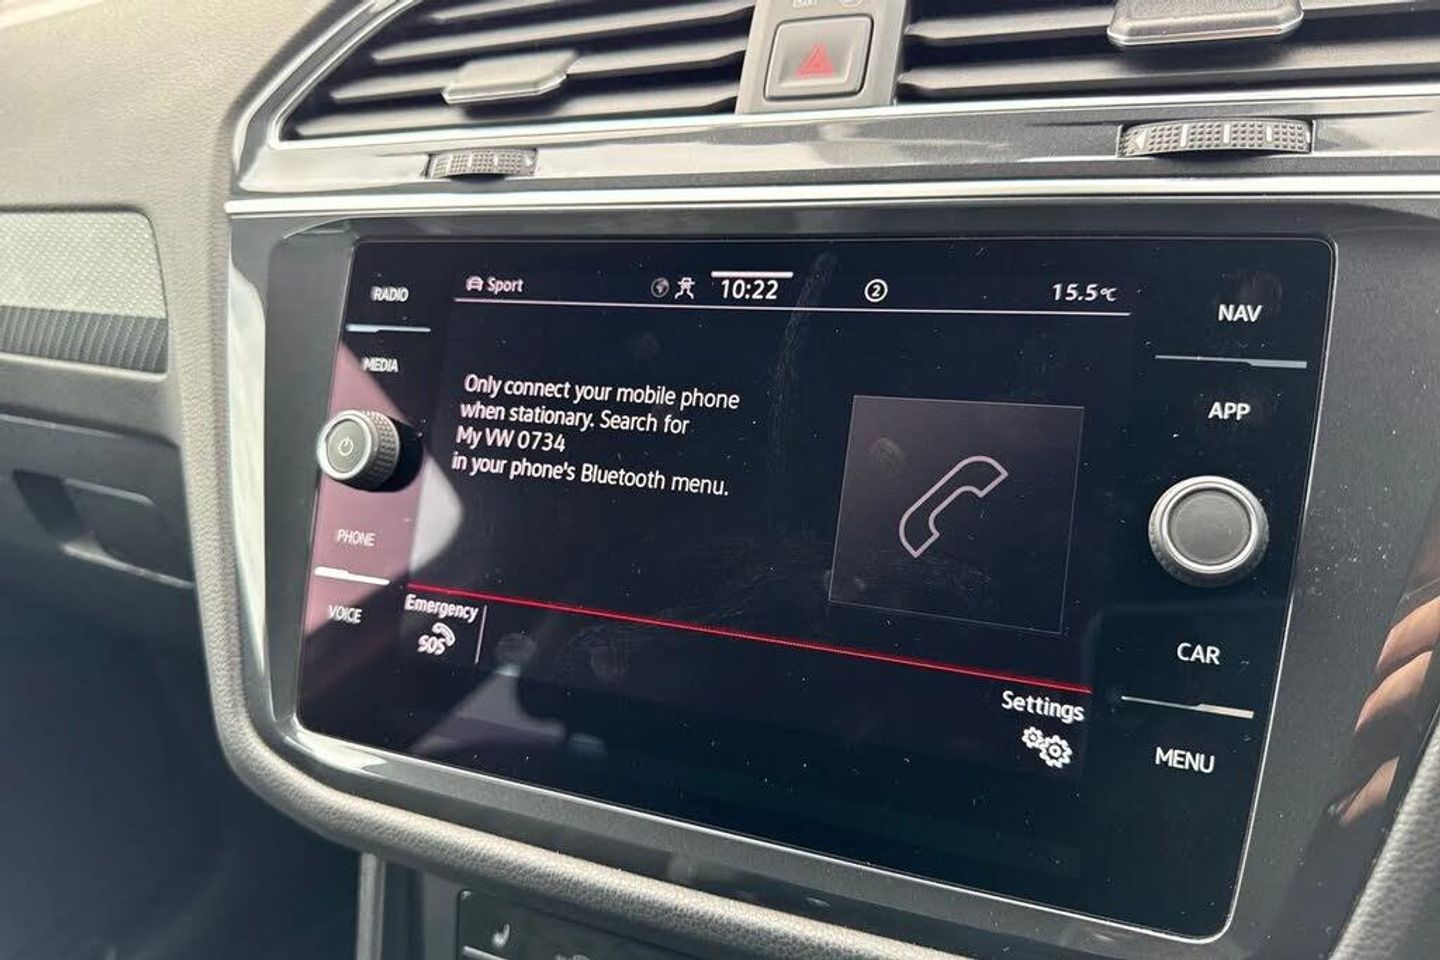 RADIO
Sport
10:22
2
15.5°C
NAV
MEDIA
Only connect your mobile phone
when stationary. Search for
My VW 0734
in your phone's Bluetooth menu.
APP
PHONE
VOICE
Emergency
SOS
Settings
CAR
MENU